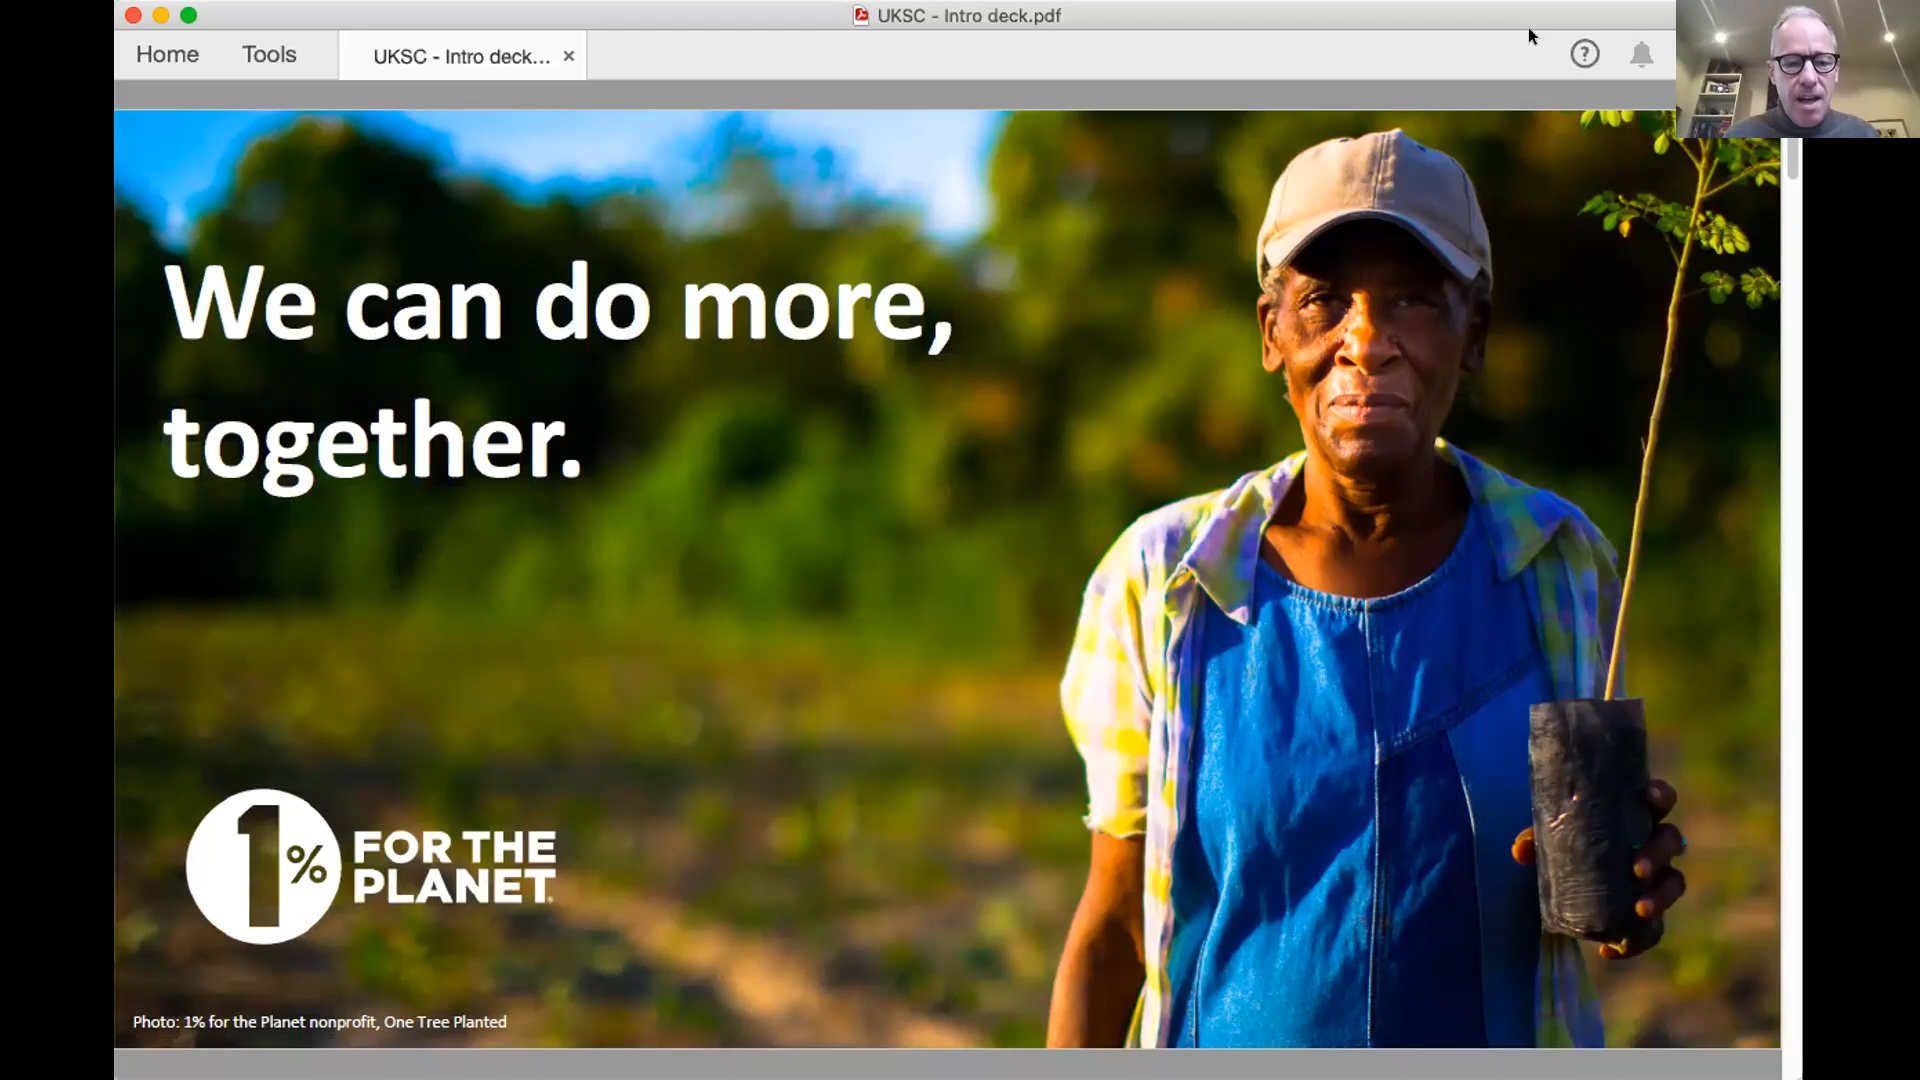 UKSC - Intro deck.pdf
Home
Tools
UKSC - Intro deck...
We can do more,
together.
1%
FOR THE
PLANET
Photo: 1% for the Planet nonprofit, One Tree Planted